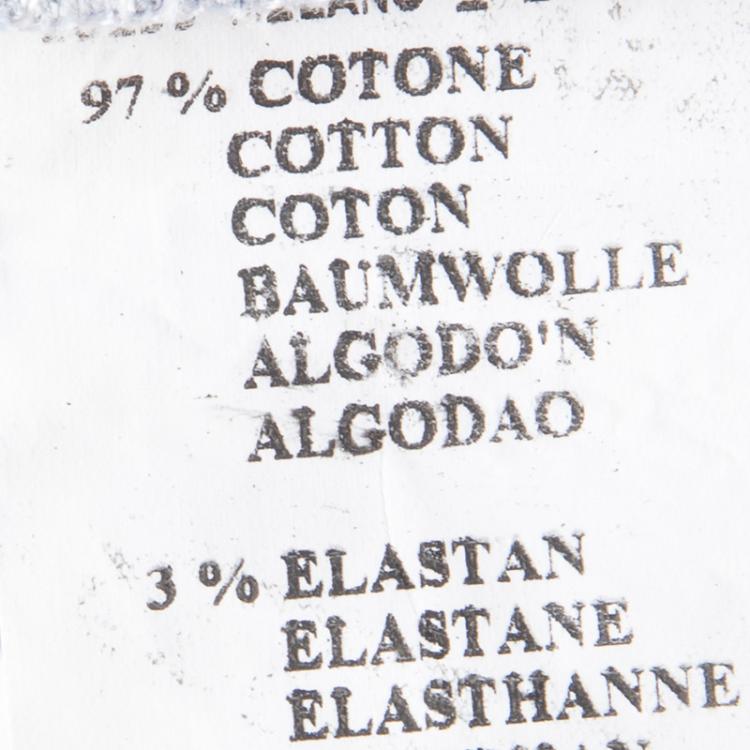 97 % COTONE
COTTON
COTON
BAUMWOLLE
ALGODO'N
ALGODAO
3 % ELASTAN
ELASTANE
ELASTHANNE